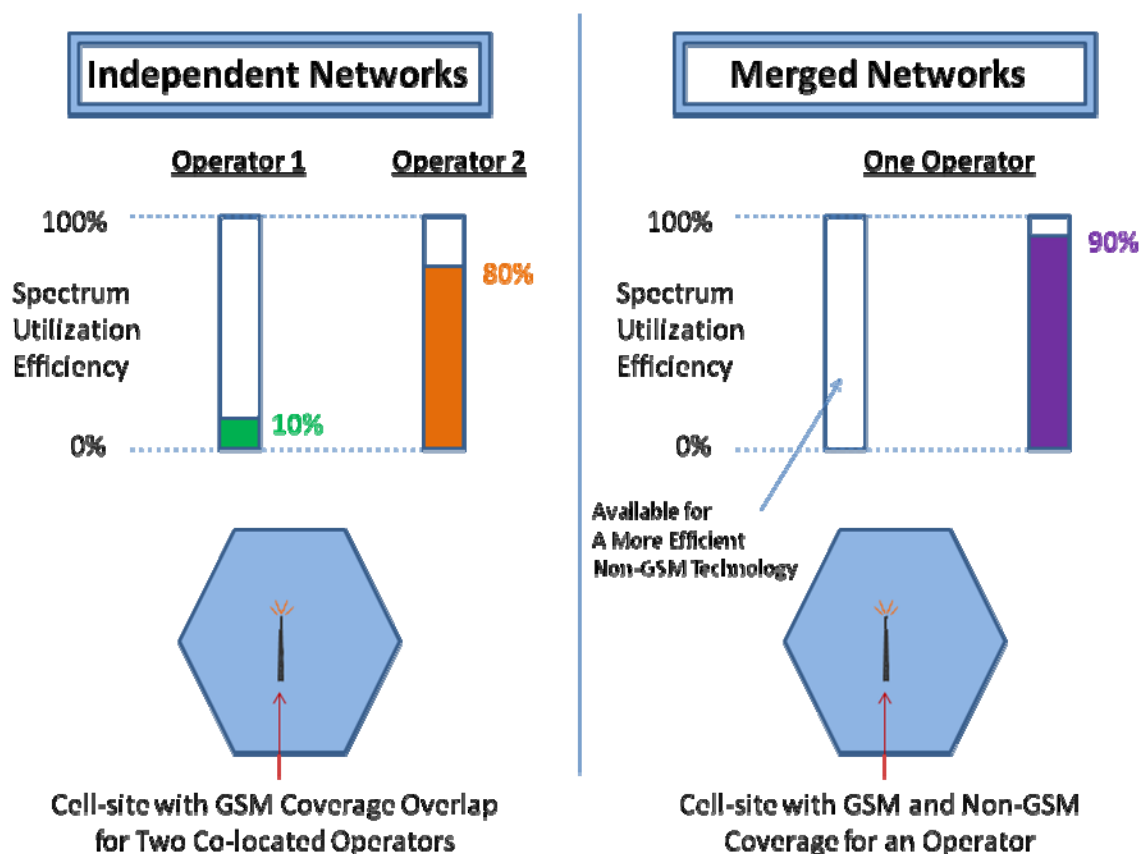 Independent Networks
Operator 1
Operator 2
100%
80%
Spectrum
Utilization
Efficiency
10%
0%
Cell-site with GSM Coverage Overlap
for Two Co-located Operators
Merged Networks
One Operator
100%
90%
Spectrum
Utilization
Efficiency
0%
Available for
A More Efficient
Non-GSM Technology
Cell-site with GSM and Non-GSM
Coverage for an Operator